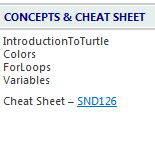 CONCEPTS & CHEAT SHEET
IntroductionToTurtle
Colors
ForLoops
Variables
Cheat Sheet – SND126